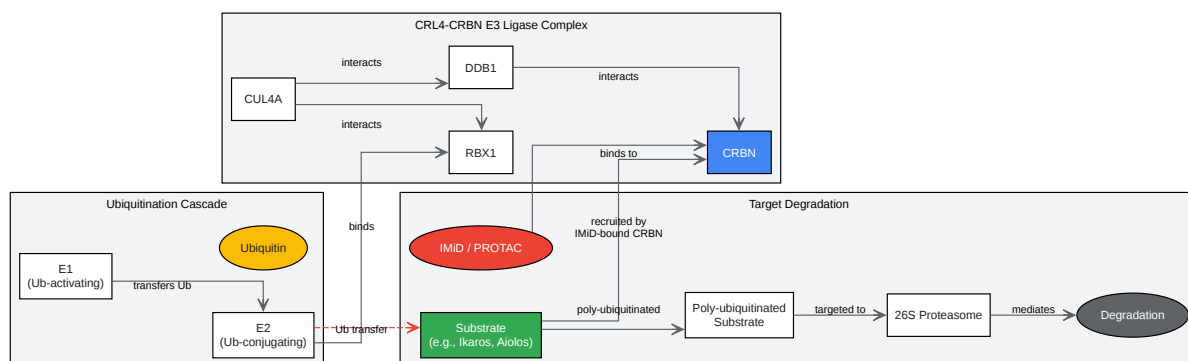 CRL4-CRBN E3 Ligase Complex
interacts
DDB1
interacts
CUL4A
interacts
RBX1
binds to
CRBN
Ubiquitination Cascade
Target Degradation
binds
recruited by
IMiD-bound CRBN
Ubiquitin
IMiD / PROTAC
E1
(Ub-activating)
transfers Ub
E2
(Ub-conjugating)
Ub transfer
Substrate
(e.g., Ikaros, Aiolos)
poly-ubiquitinated
Poly-ubiquitinated
Substrate
targeted to
26S Proteasome
mediates
Degradation